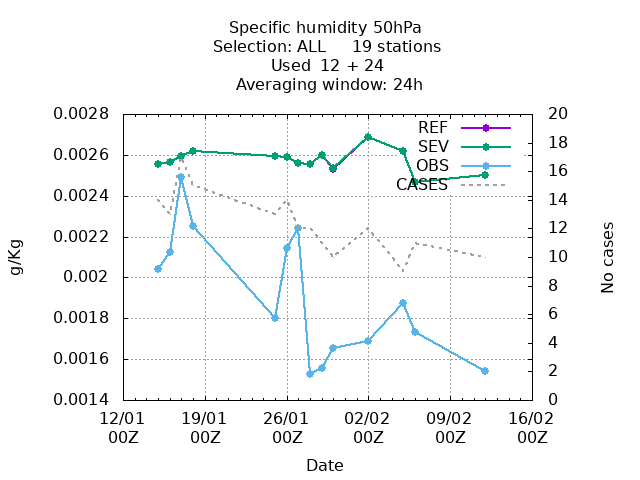 Specific humidity 50hPa
Selection: ALL 19 stations
Used 12 + 24
Averaging window: 24h
0.0028
0.0026
0.0024
0.0022
0.002
0.0018
0.0016
0.0014
g/Kg
REF
SEV
OBS
CASES
20
18
16
14
12
10
8
6
4
2
0
No cases
12/01 19/01 26/01 02/02 09/02 16/02
00Z 00Z 00Z 00Z 00Z 00Z
Date